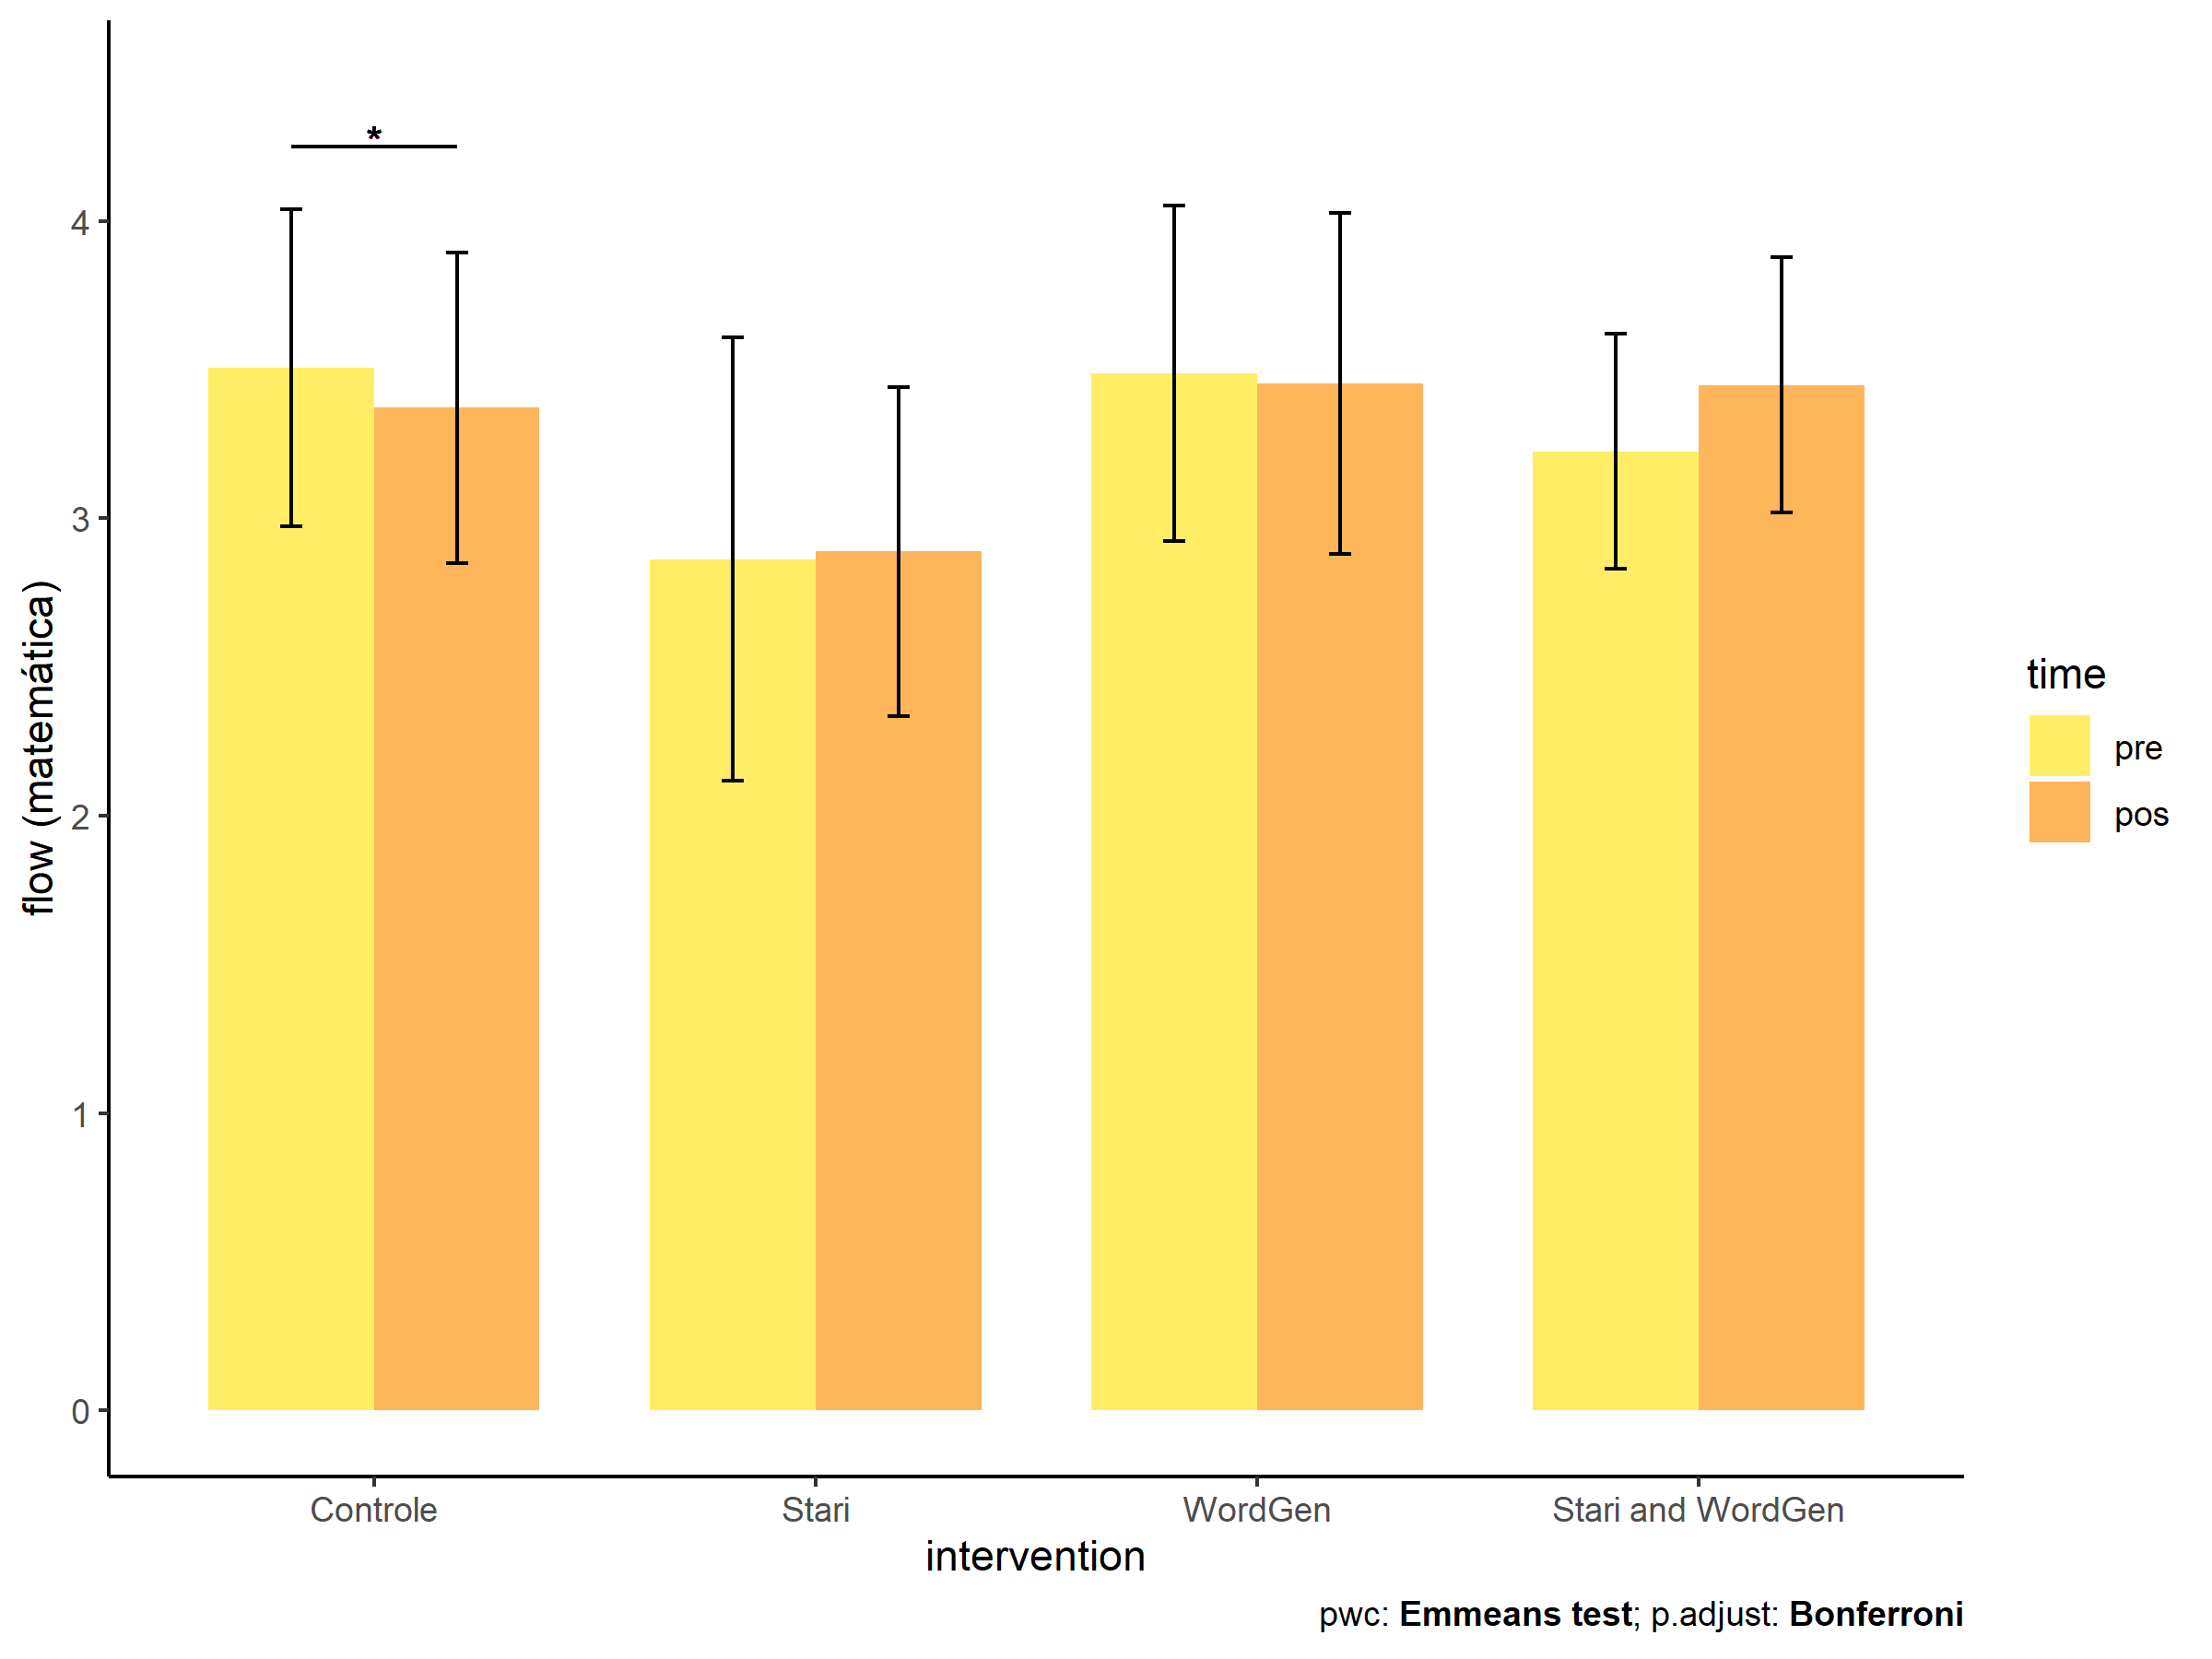 *
4
3
2
1
0
flow (matemática)
Controle
Stari
WordGen
Stari and WordGen
intervention
time
pre
pos
pwc: Emmeans test; p.adjust: Bonferroni